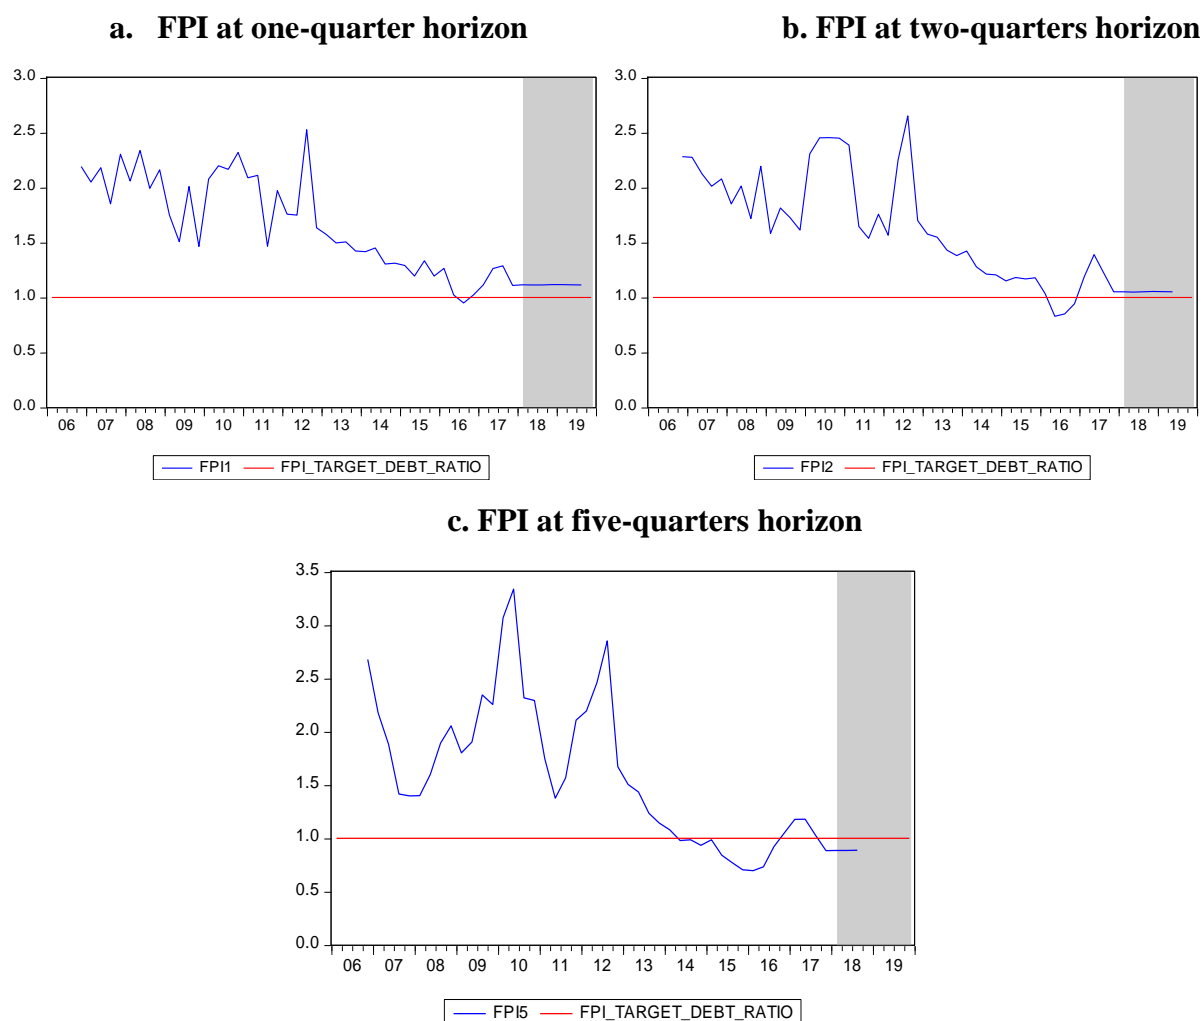 a. FPI at one-quarter horizon
3.0
2.5
2.0
1.5
1.0
0.5
0.0
06 07 08 09 10 11 12 13 14 15 16 17 18 19
FPI1 FPI_TARGET_DEBT_RATIO
b. FPI at two-quarters horizon
3.0
2.5
2.0
1.5
1.0
0.5
0.0
06 07 08 09 10 11 12 13 14 15 16 17 18 19
FPI2 FPI_TARGET_DEBT_RATIO
c. FPI at five-quarters horizon
3.5
3.0
2.5
2.0
1.5
1.0
0.5
0.0
06 07 08 09 10 11 12 13 14 15 16 17 18 19
FPI5 FPI_TARGET_DEBT_RATIO